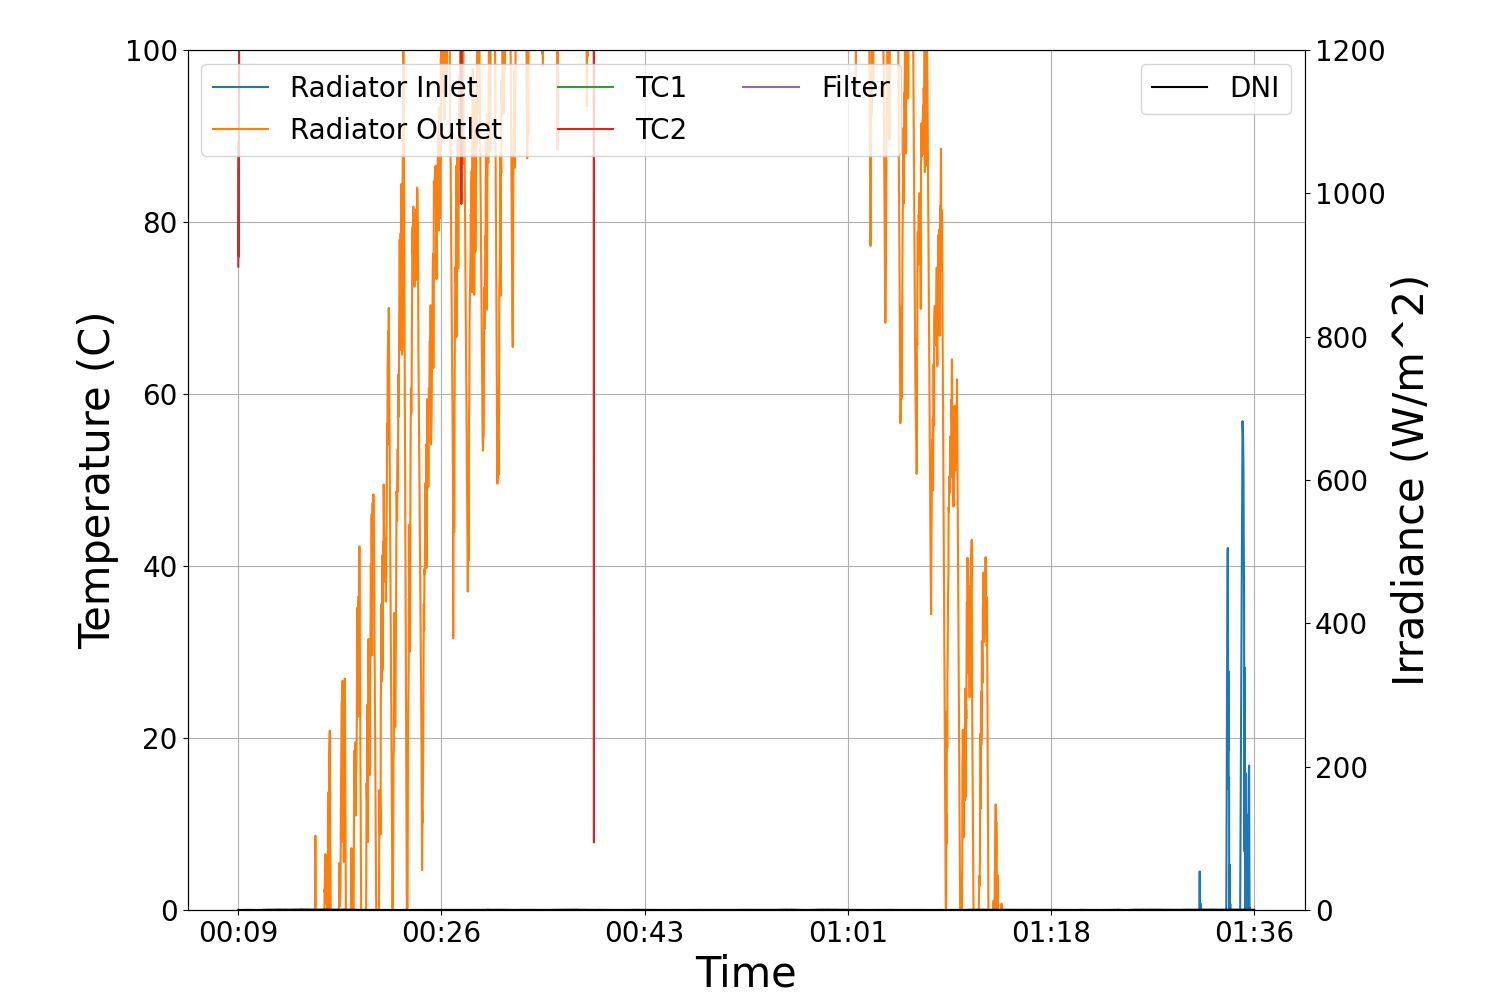 100
80
60
40
20
0
Temperature (C)
Radiator Inlet
Radiator Outlet
TC1
TC2
Filter
DNI
1200
1000
800
600
400
200
0
Irradiance (W/m^2)
00:09 00:26 00:43 01:01 01:18 01:36
Time